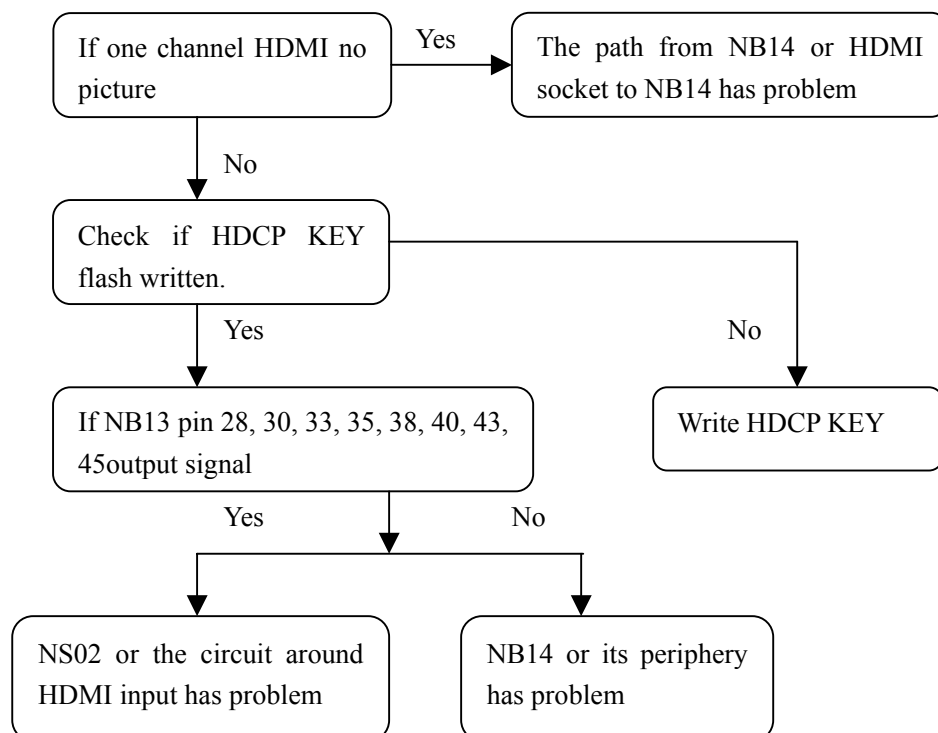 If one channel HDMI no
picture
Yes
The path from NB14 or HDMI
socket to NB14 has problem
No
Check if HDCP KEY
flash written.
Yes
No
If NB13 pin 28, 30, 33, 35, 38, 40, 43,
45output signal
Write HDCP KEY
Yes
No
NS02 or the circuit around
HDMI input has problem
NB14 or its periphery
has problem